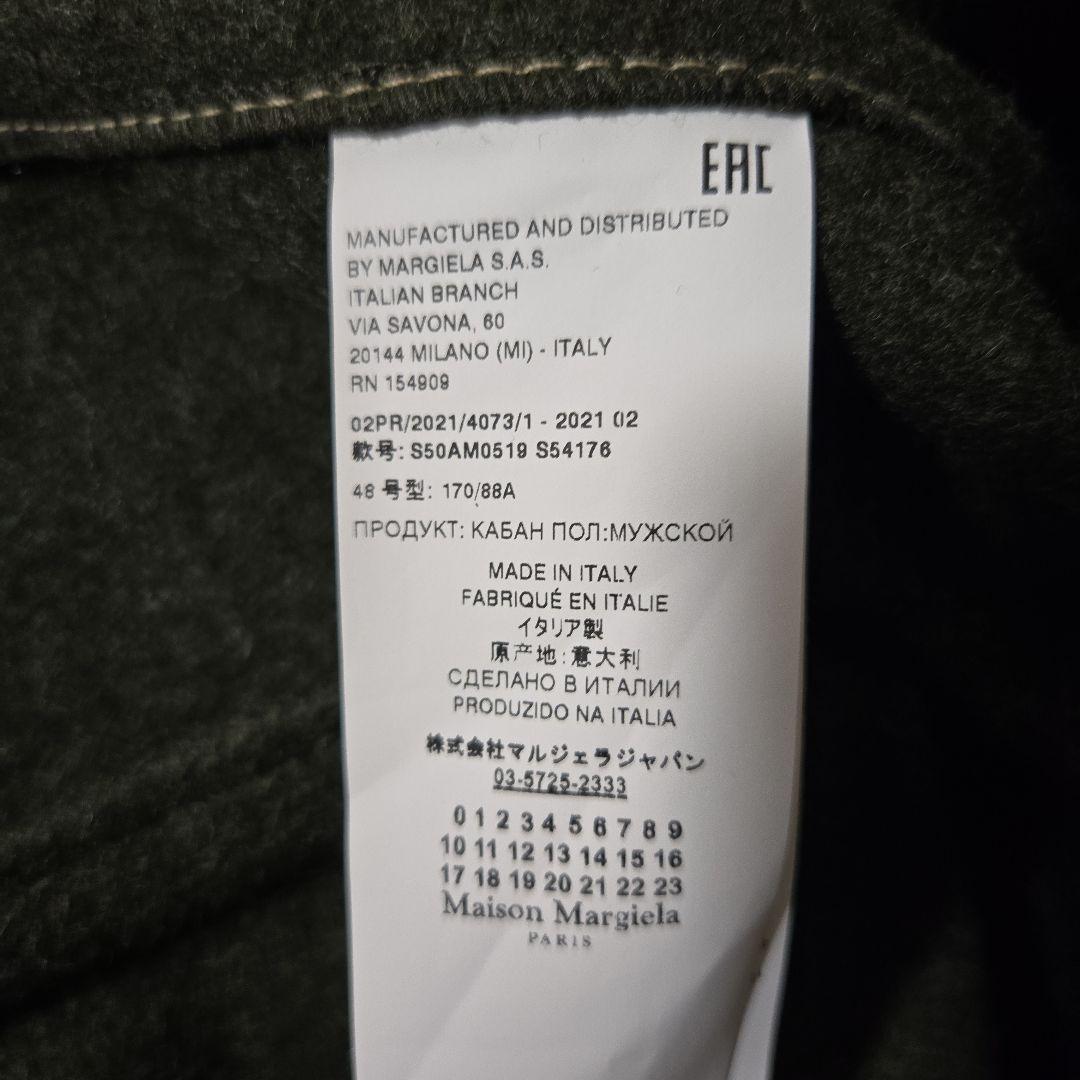 EAC
MANUFACTURED AND DISTRIBUTED
BY MARGIELA S.A.S.
ITALIAN BRANCH
VIA SAVONA, 60
20144 MILANO (MI) - ITALY
RN 154909
02PR/2021/4073/1 - 2021 02
款号: S50AM0519 S54176
48 号型: 170/88A
ПРОДУКТ: КАБАН ПОЛ:МУЖСКОЙ
MADE IN ITALY
FABRIQUÉ EN ITALIE
イタリア製
原产地:意大利
СДЕЛАНО В ИТАЛИИ
PRODUZIDO NA ITALIA
株式会社マルジェラジャパン
03-5725-2333
0 1 2 3 4 5 6 7 8 9
10 11 12 13 14 15 16
17 18 19 20 21 22 23
Maison Margiela
PARIS